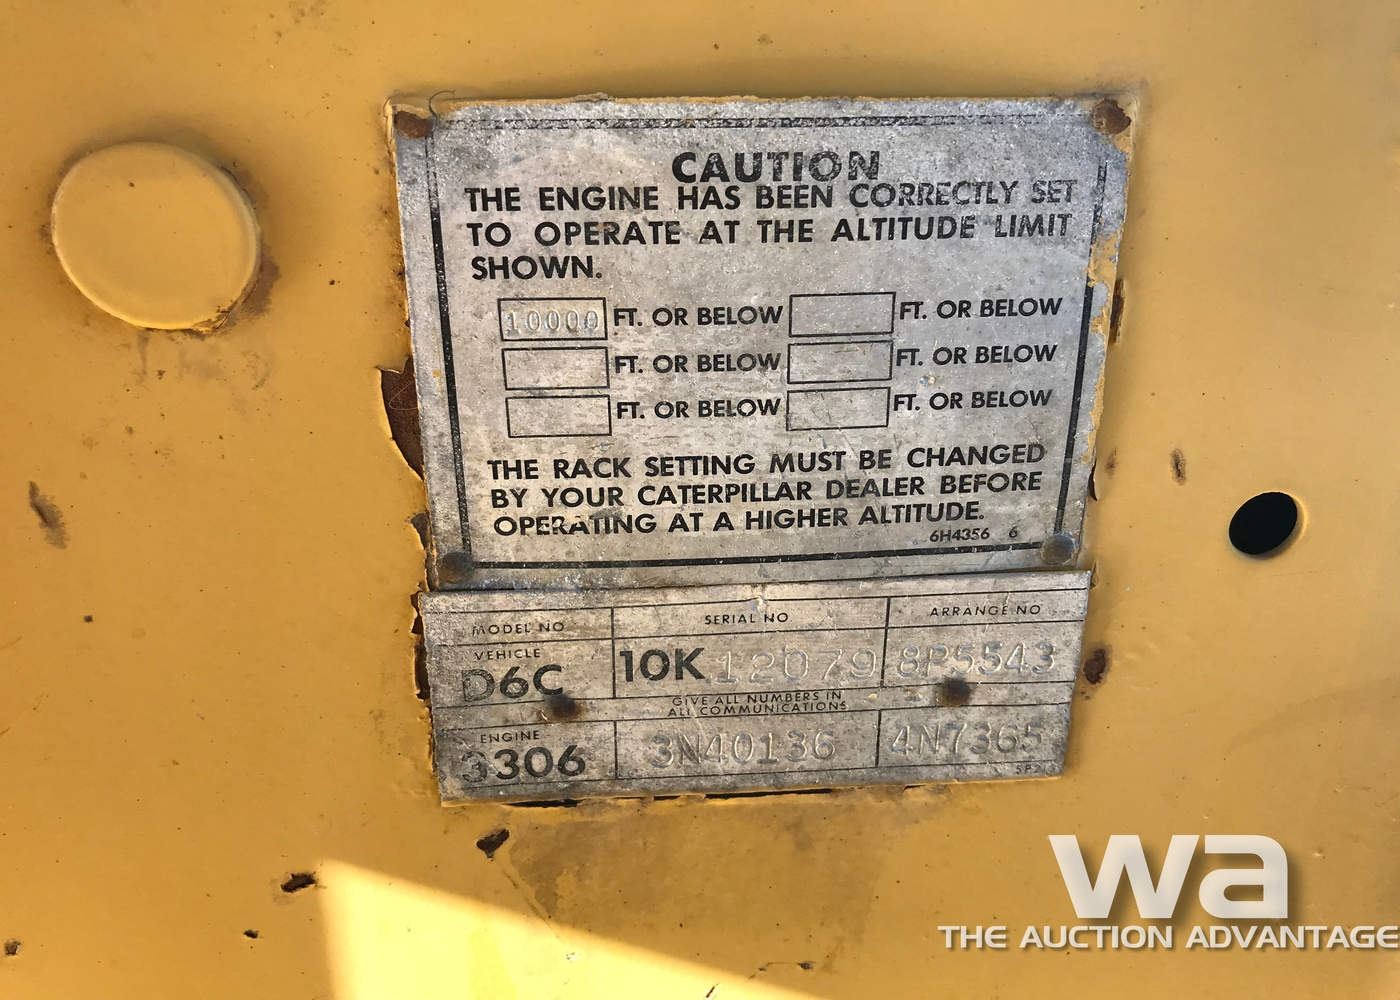 CAUTION
THE ENGINE HAS BEEN CORRECTLY SET
TO OPERATE AT THE ALTITUDE LIMIT
SHOWN.
10000 FT. OR BELOW FT. OR BELOW
FT. OR BELOW FT. OR BELOW
FT. OR BELOW FT. OR BELOW
THE RACK SETTING MUST BE CHANGED
BY YOUR CATERPILLAR DEALER BEFORE
OPERATING AT A HIGHER ALTITUDE.
6H4356 6
MODEL NO SERIAL NO ARRANGE NO
VEHICLE
D6C 10K12079 8P5543
GIVE ALL NUMBERS IN
ALL COMMUNICATIONS
ENGINE
3306 3N40136 4N7365
wa
THE AUCTION ADVANTAGE